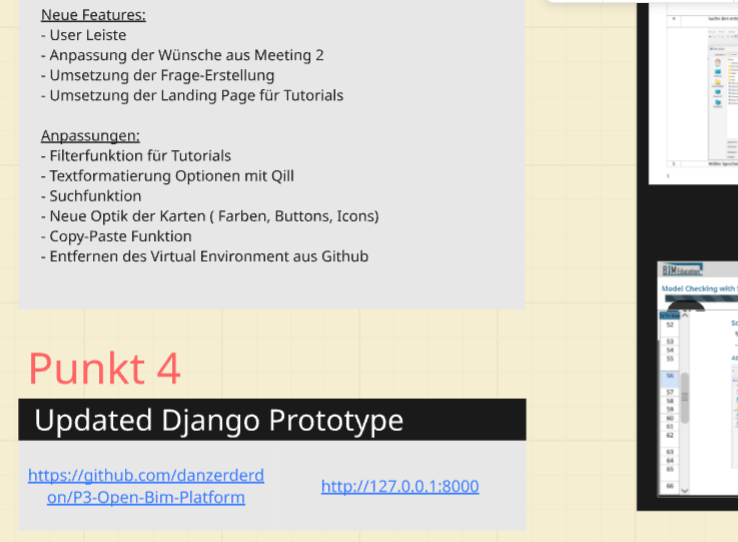 Neue Features:
- User Leiste
- Anpassung der Wünsche aus Meeting 2
- Umsetzung der Frage-Erstellung
- Umsetzung der Landing Page für Tutorials
Anpassungen:
- Filterfunktion für Tutorials
- Textformatierung Optionen mit Qill
- Suchfunktion
- Neue Optik der Karten ( Farben, Buttons, Icons)
- Copy-Paste Funktion
- Entfernen des Virtual Environment aus Github
Punkt 4
Updated Django Prototype
https://github.com/danzerderd
on/P3-Open-Bim-Platform
http://127.0.0.1:8000
BIM Education
Model Checking with
52
53
54
55
56
57
58
59
60
61
62
63
64
65
66